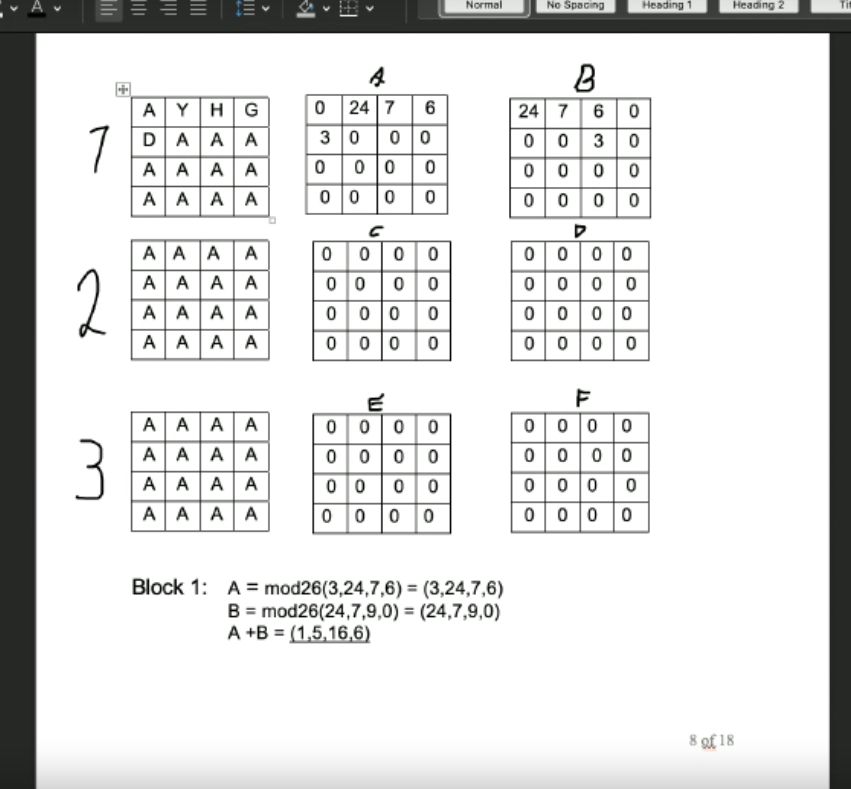 Normal No Spacing Heading 1 Heading 2
A B
1
A Y H G 0 24 7 6 24 7 6 0
D A A A 3 0 0 0 0 0 3 0
A A A A 0 0 0 0 0 0 0 0
A A A A 0 0 0 0 0 0 0 0
C D
2
A A A A 0 0 0 0 0 0 0 0
A A A A 0 0 0 0 0 0 0 0
A A A A 0 0 0 0 0 0 0 0
A A A A 0 0 0 0 0 0 0 0
E F
3
A A A A 0 0 0 0 0 0 0 0
A A A A 0 0 0 0 0 0 0 0
A A A A 0 0 0 0 0 0 0 0
A A A A 0 0 0 0 0 0 0 0
Block 1: A = mod26(3,24,7,6) = (3,24,7,6)
B = mod26(24,7,9,0) = (24,7,9,0)
A +B = (1,5,16,6)
8 of 18